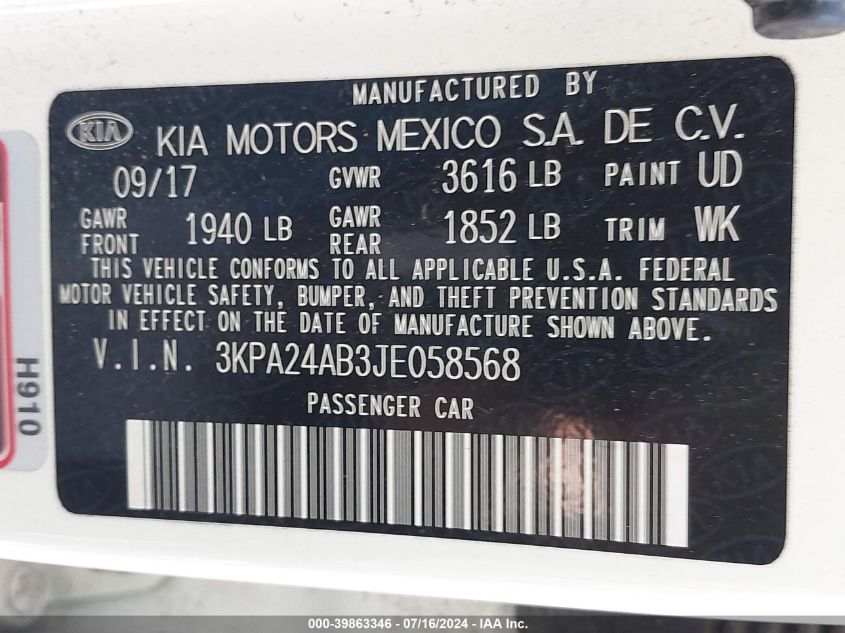 MANUFACTURED BY
KIA KIA MOTORS MEXICO S.A. DE C.V.
09/17 GVWR 3616 LB PAINT UD
GAWR FRONT 1940 LB GAWR REAR 1852 LB TRIM WK
THIS VEHICLE CONFORMS TO ALL APPLICABLE U.S.A. FEDERAL
MOTOR VEHICLE SAFETY, BUMPER, AND THEFT PREVENTION STANDARDS
IN EFFECT ON THE DATE OF MANUFACTURE SHOWN ABOVE.
V.I.N. 3KPA24AB3JE058568
PASSENGER CAR
H910
000-39863346 / 07/16/2024 - IAA Inc.